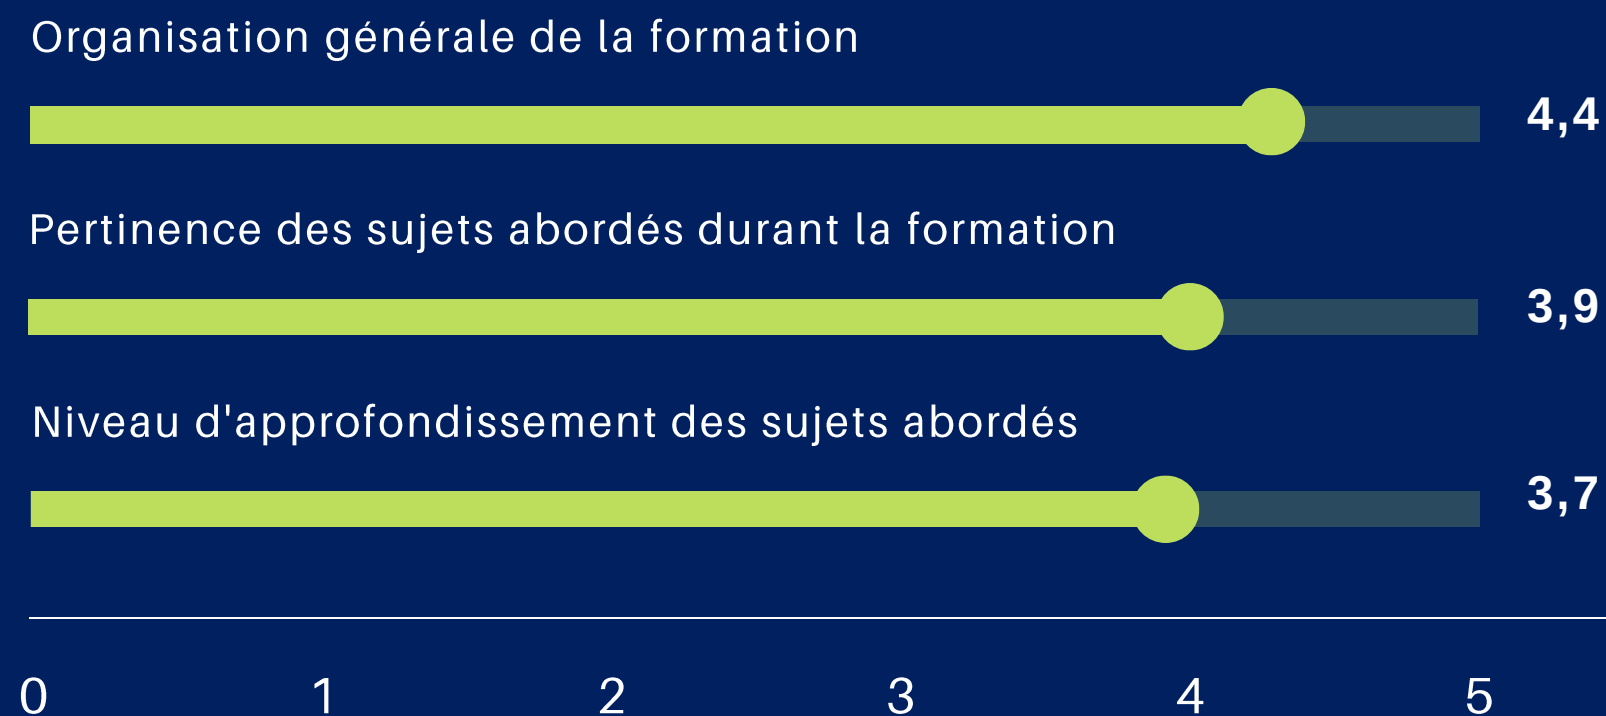 Organisation générale de la formation
4,4
Pertinence des sujets abordés durant la formation
3,9
Niveau d'approfondissement des sujets abordés
3,7
0 1 2 3 4 5